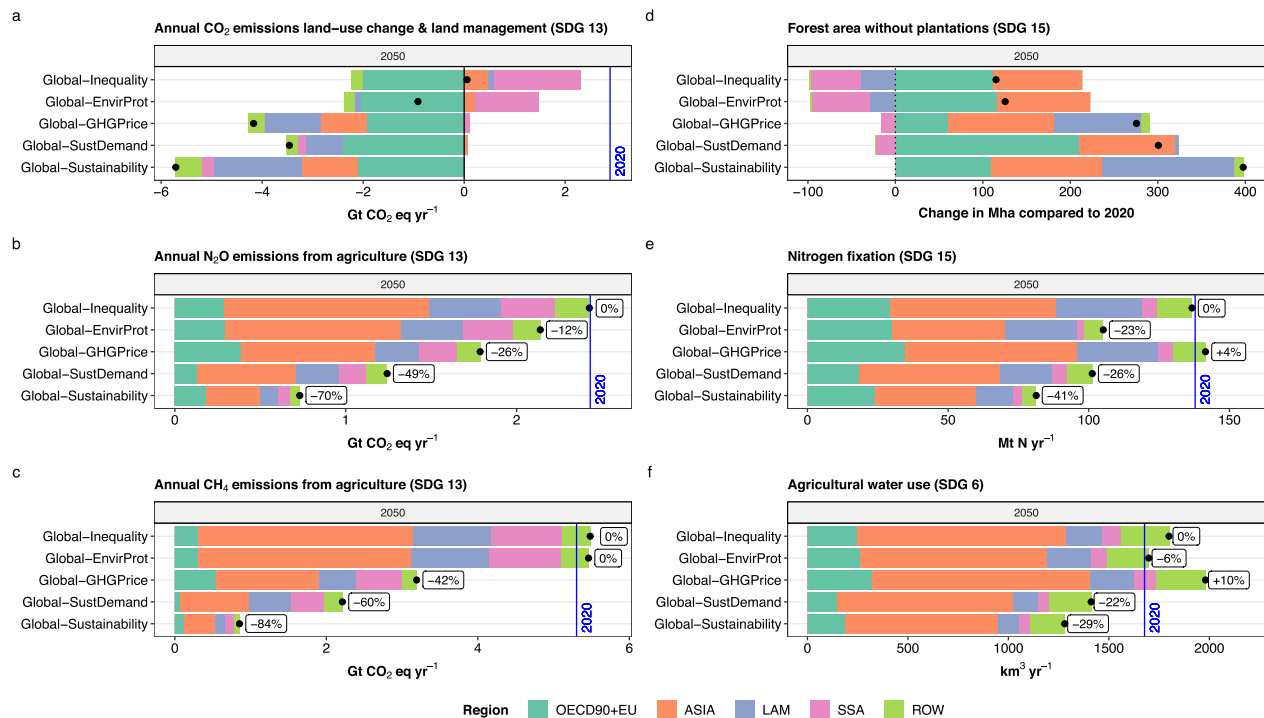 a
Annual CO₂ emissions land−use change & land management (SDG 13)
2050
Global−Inequality
Global−EnvirProt
Global−GHGPrice
Global−SustDemand
Global−Sustainability
2020
−6 −4 −2 0 2
Gt CO₂ eq yr⁻¹
b
Annual N₂O emissions from agriculture (SDG 13)
2050
Global−Inequality 0%
Global−EnvirProt −12%
Global−GHGPrice −26%
Global−SustDemand −49%
Global−Sustainability −70%
2020
0 1 2
Gt CO₂ eq yr⁻¹
c
Annual CH₄ emissions from agriculture (SDG 13)
2050
Global−Inequality 0%
Global−EnvirProt 0%
Global−GHGPrice −42%
Global−SustDemand −60%
Global−Sustainability −84%
2020
0 2 4 6
Gt CO₂ eq yr⁻¹
d
Forest area without plantations (SDG 15)
2050
Global−Inequality
Global−EnvirProt
Global−GHGPrice
Global−SustDemand
Global−Sustainability
−100 0 100 200 300 400
Change in Mha compared to 2020
e
Nitrogen fixation (SDG 15)
2050
Global−Inequality 0%
Global−EnvirProt −23%
Global−GHGPrice +4%
Global−SustDemand −26%
Global−Sustainability −41%
2020
0 50 100 150
Mt N yr⁻¹
f
Agricultural water use (SDG 6)
2050
Global−Inequality 0%
Global−EnvirProt −6%
Global−GHGPrice +10%
Global−SustDemand −22%
Global−Sustainability −29%
2020
0 500 1000 1500 2000
km³ yr⁻¹
Region OECD90+EU ASIA LAM SSA ROW